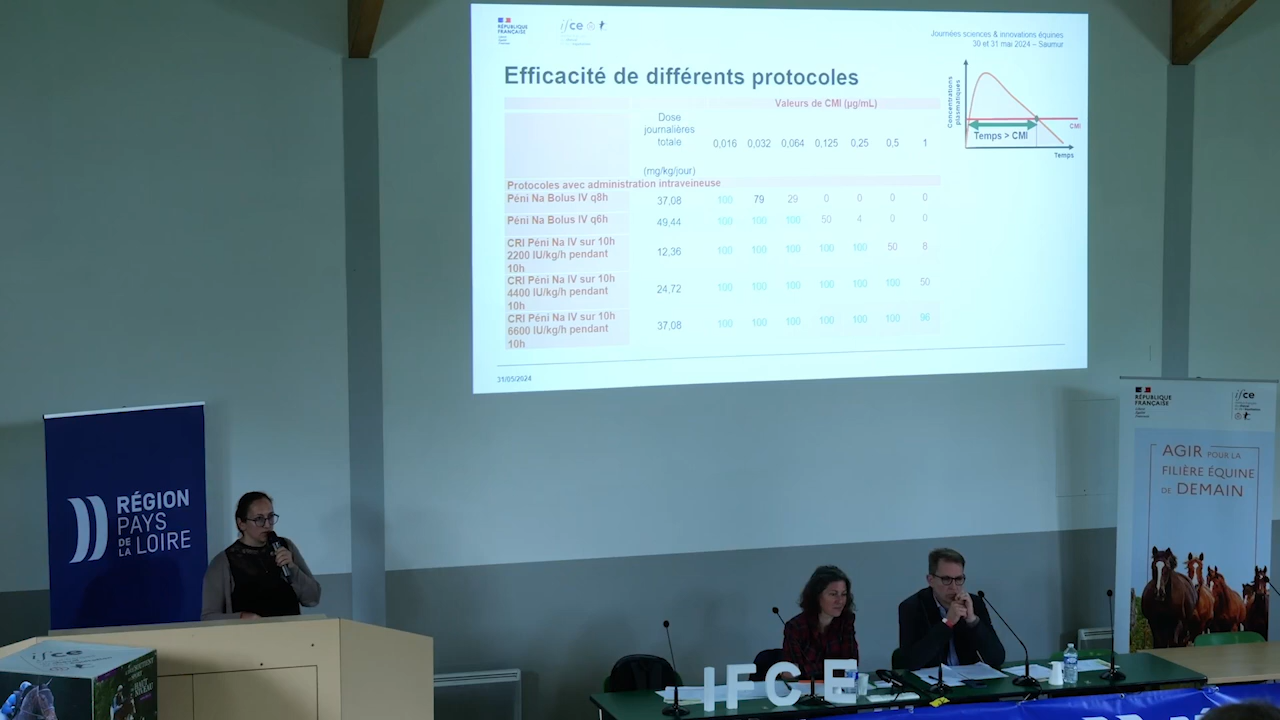 RÉPUBLIQUE
FRANÇAISE
ifce
Journées sciences & innovations équines
30 et 31 mai 2024 – Saumur
Efficacité de différents protocoles
Valeurs de CMI (µg/mL)
Dose
journalières
totale
(mg/kg/jour)
0,016 0,032 0,064 0,125 0,25 0,5 1
Protocoles avec administration intraveineuse
Péni Na Bolus IV q8h 37,08 100 79 29 0 0 0 0
Péni Na Bolus IV q6h 49,44 100 100 100 50 4 0 0
CRI Péni Na IV sur 10h
2200 IU/kg/h pendant
10h
12,36 100 100 100 100 100 50 8
CRI Péni Na IV sur 10h
4400 IU/kg/h pendant
10h
24,72 100 100 100 100 100 100 50
CRI Péni Na IV sur 10h
6600 IU/kg/h pendant
10h
37,08 100 100 100 100 100 100 96
Concentrations
plasmatiques
CMI
Temps > CMI
Temps
31/05/2024
RÉGION
PAYS
DE LA LOIRE
ifce
IFCE
RÉPUBLIQUE
FRANÇAISE
ifce
AGIR POUR LA
FILIÈRE ÉQUINE
DE DEMAIN